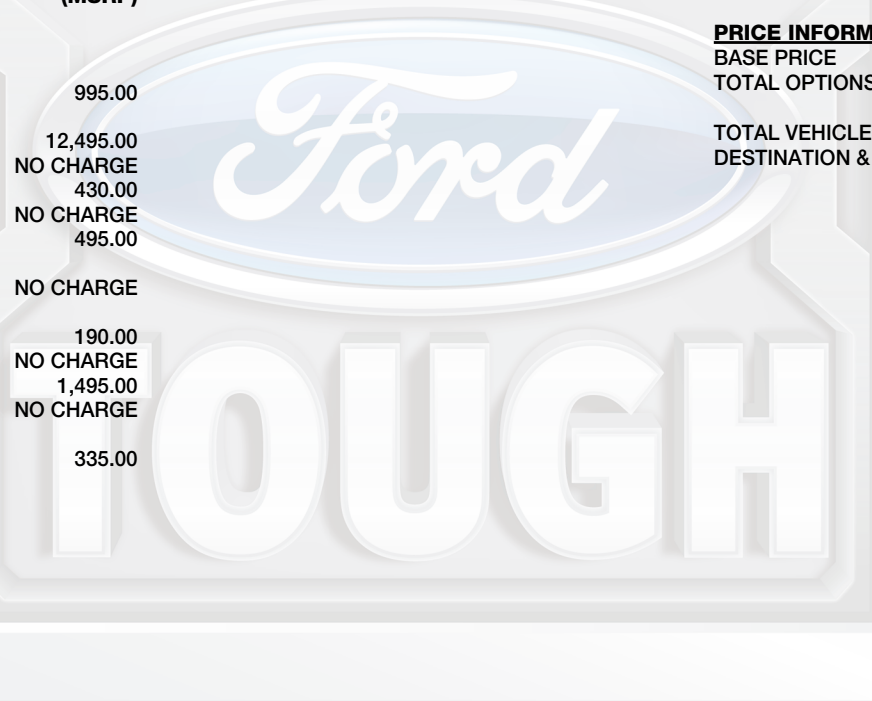 (MSRP)
995.00
12,495.00
NO CHARGE
430.00
NO CHARGE
495.00
NO CHARGE
190.00
NO CHARGE
1,495.00
NO CHARGE
335.00
PRICE INFORM
BASE PRICE
TOTAL OPTIONS
TOTAL VEHICLE
DESTINATION &
Ford
TOUGH